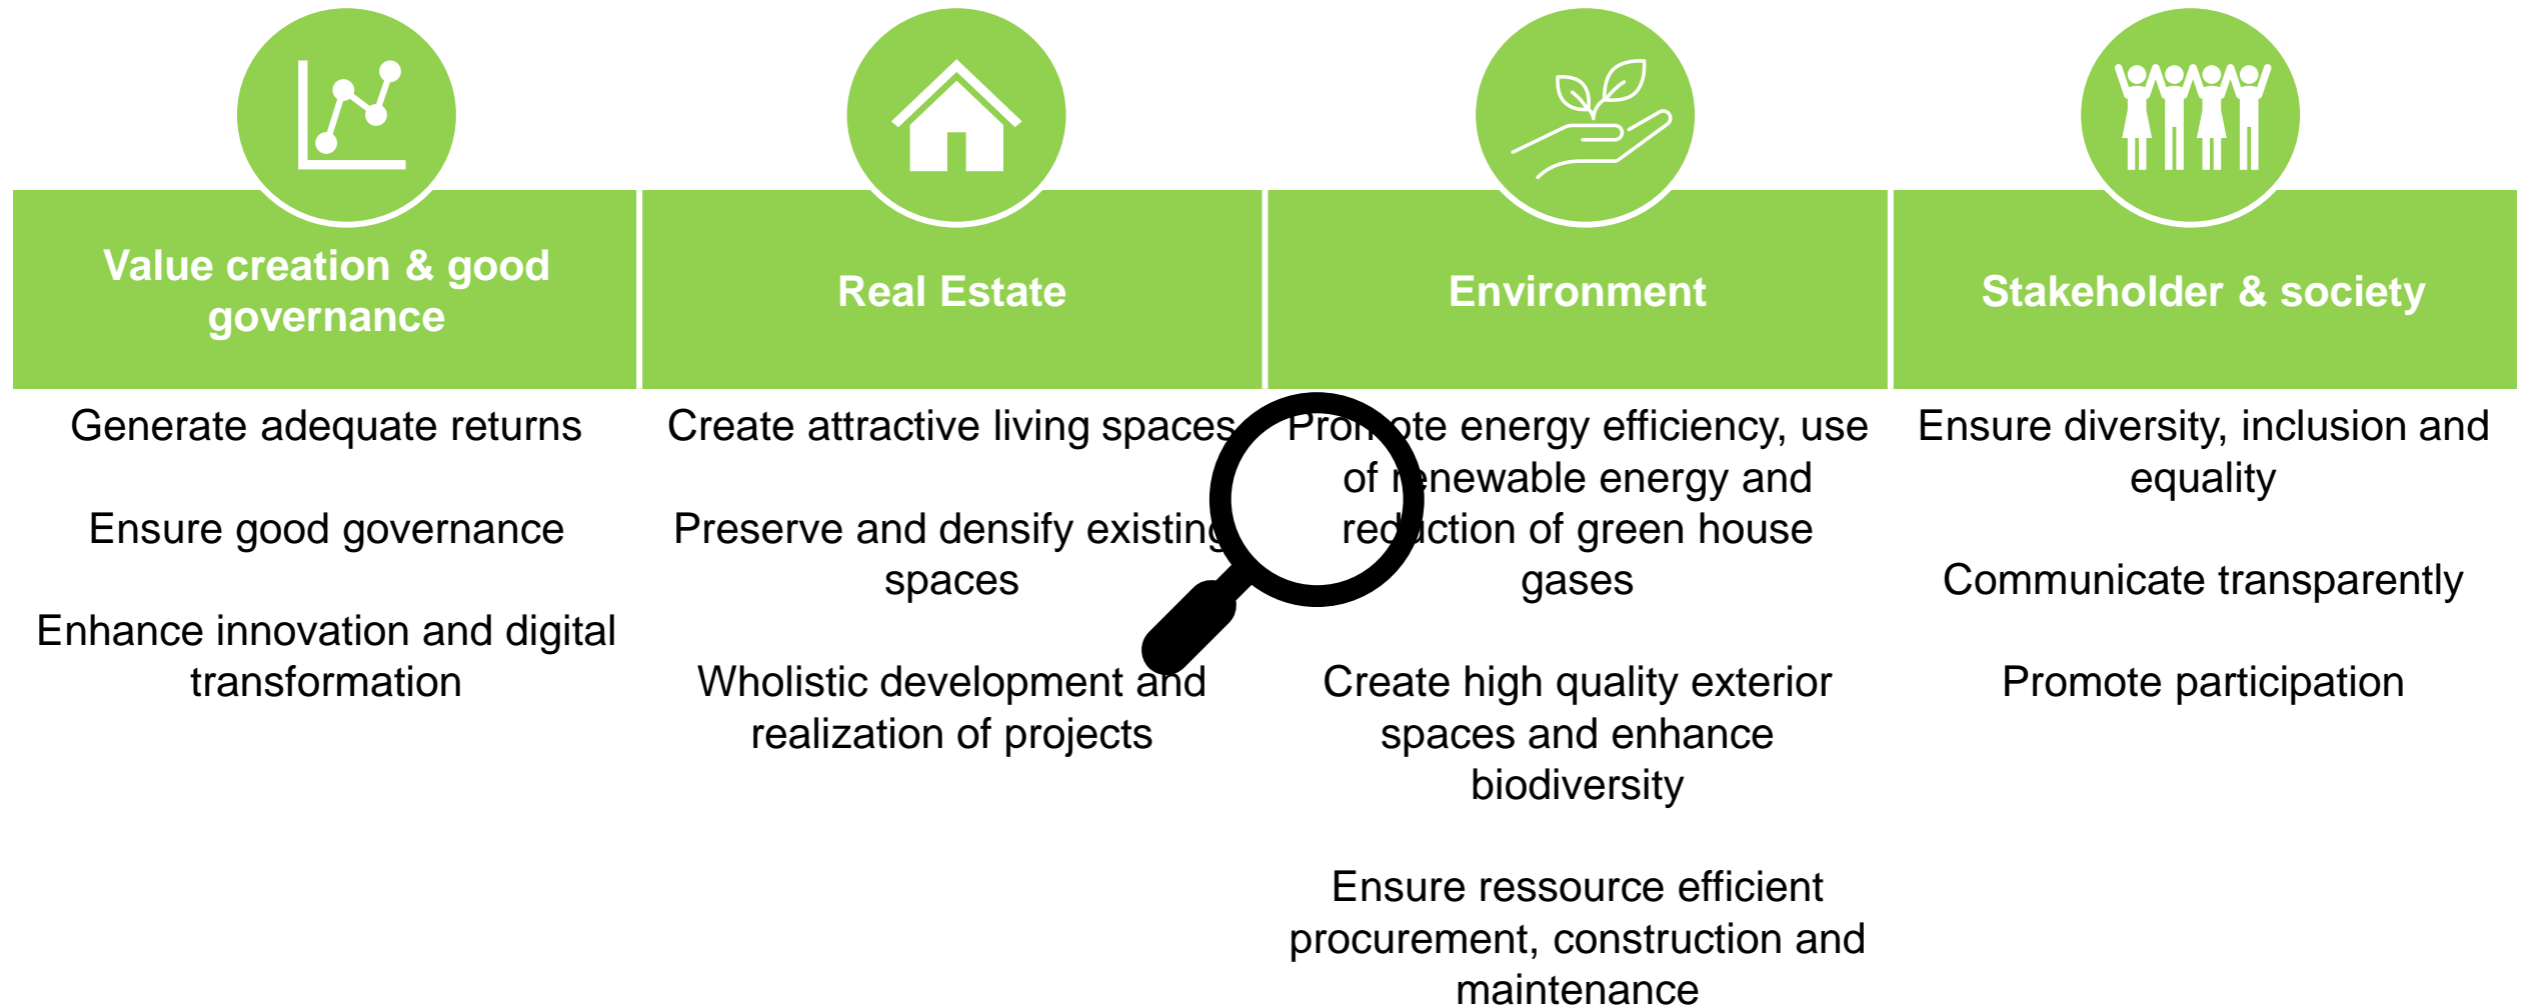 Value creation & good
governance
Real Estate
Environment
Stakeholder & society
Generate adequate returns
Ensure good governance
Enhance innovation and digital
transformation
Create attractive living spaces
Preserve and densify existing
spaces
Wholistic development and
realization of projects
Promote energy efficiency, use
of renewable energy and
reduction of green house
gases
Create high quality exterior
spaces and enhance
biodiversity
Ensure ressource efficient
procurement, construction and
maintenance
Ensure diversity, inclusion and
equality
Communicate transparently
Promote participation